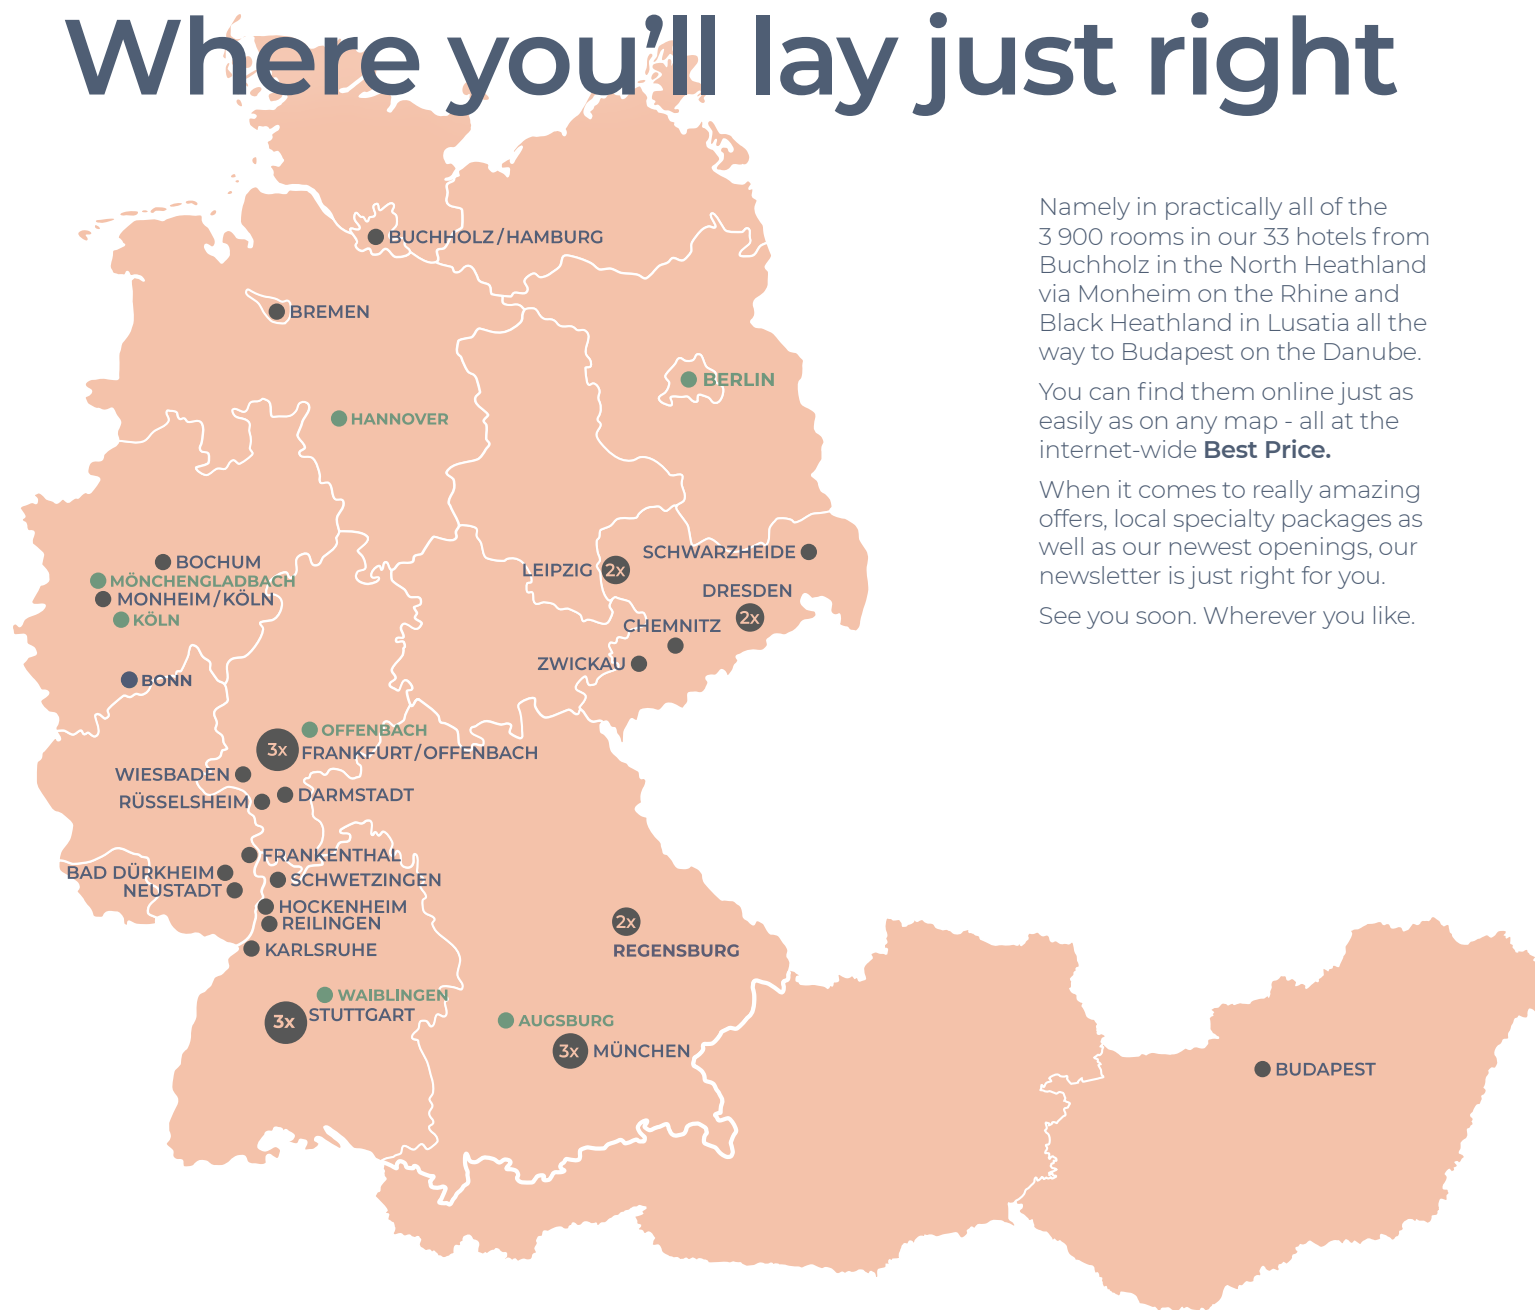 Where you’ll lay just right
Namely in practically all of the
3 900 rooms in our 33 hotels from
Buchholz in the North Heathland
via Monheim on the Rhine and
Black Heathland in Lusatia all the
way to Budapest on the Danube.
You can find them online just as
easily as on any map - all at the
internet-wide Best Price.
When it comes to really amazing
offers, local specialty packages as
well as our newest openings, our
newsletter is just right for you.
See you soon. Wherever you like.
BUCHHOLZ/HAMBURG
BREMEN
BERLIN
HANNOVER
SCHWARZHEIDE
BOCHUM
LEIPZIG 2x
MÖNCHENGLADBACH
DRESDEN
2x
MONHEIM/KÖLN
KÖLN
CHEMNITZ
ZWICKAU
BONN
OFFENBACH
3x FRANKFURT/OFFENBACH
WIESBADEN
DARMSTADT
RÜSSELSHEIM
FRANKENTHAL
BAD DÜRKHEIM
SCHWETZINGEN
NEUSTADT
HOCKENHEIM
REILINGEN
2x
REGENSBURG
KARLSRUHE
WAIBLINGEN
3x STUTTGART
AUGSBURG
3x MÜNCHEN
BUDAPEST